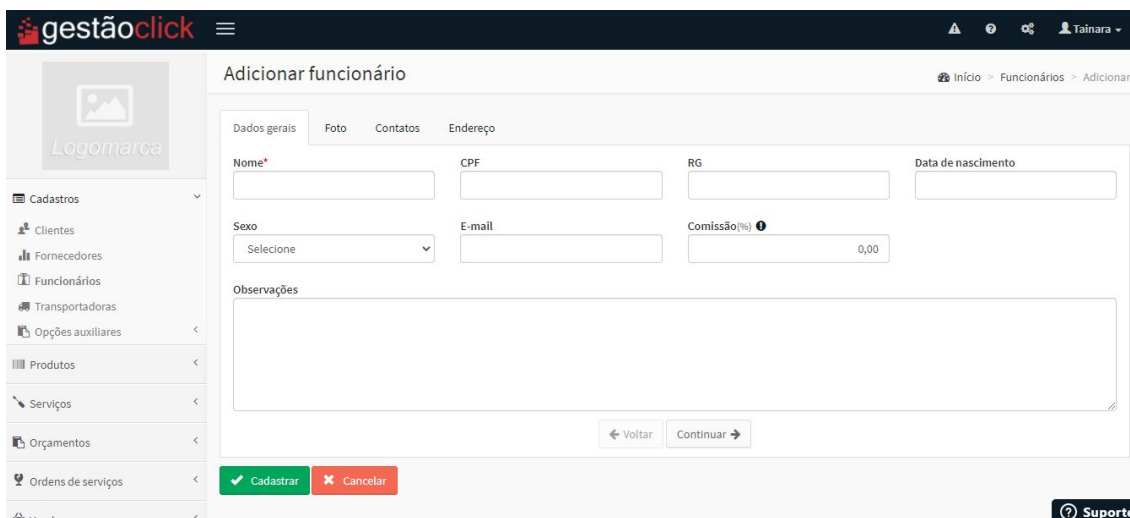 gestãoclick
Tainara
Logomarca
Cadastros
Clientes
Fornecedores
Funcionários
Transportadoras
Opções auxiliares
Produtos
Serviços
Orçamentos
Ordens de serviços
Adicionar funcionário
Início > Funcionários > Adicionar
Dados gerais Foto Contatos Endereço
Nome* CPF RG Data de nascimento
Sexo E-mail Comissão(%)
Selecione 0,00
Observações
Voltar Continuar
Cadastrar Cancelar
Suporte